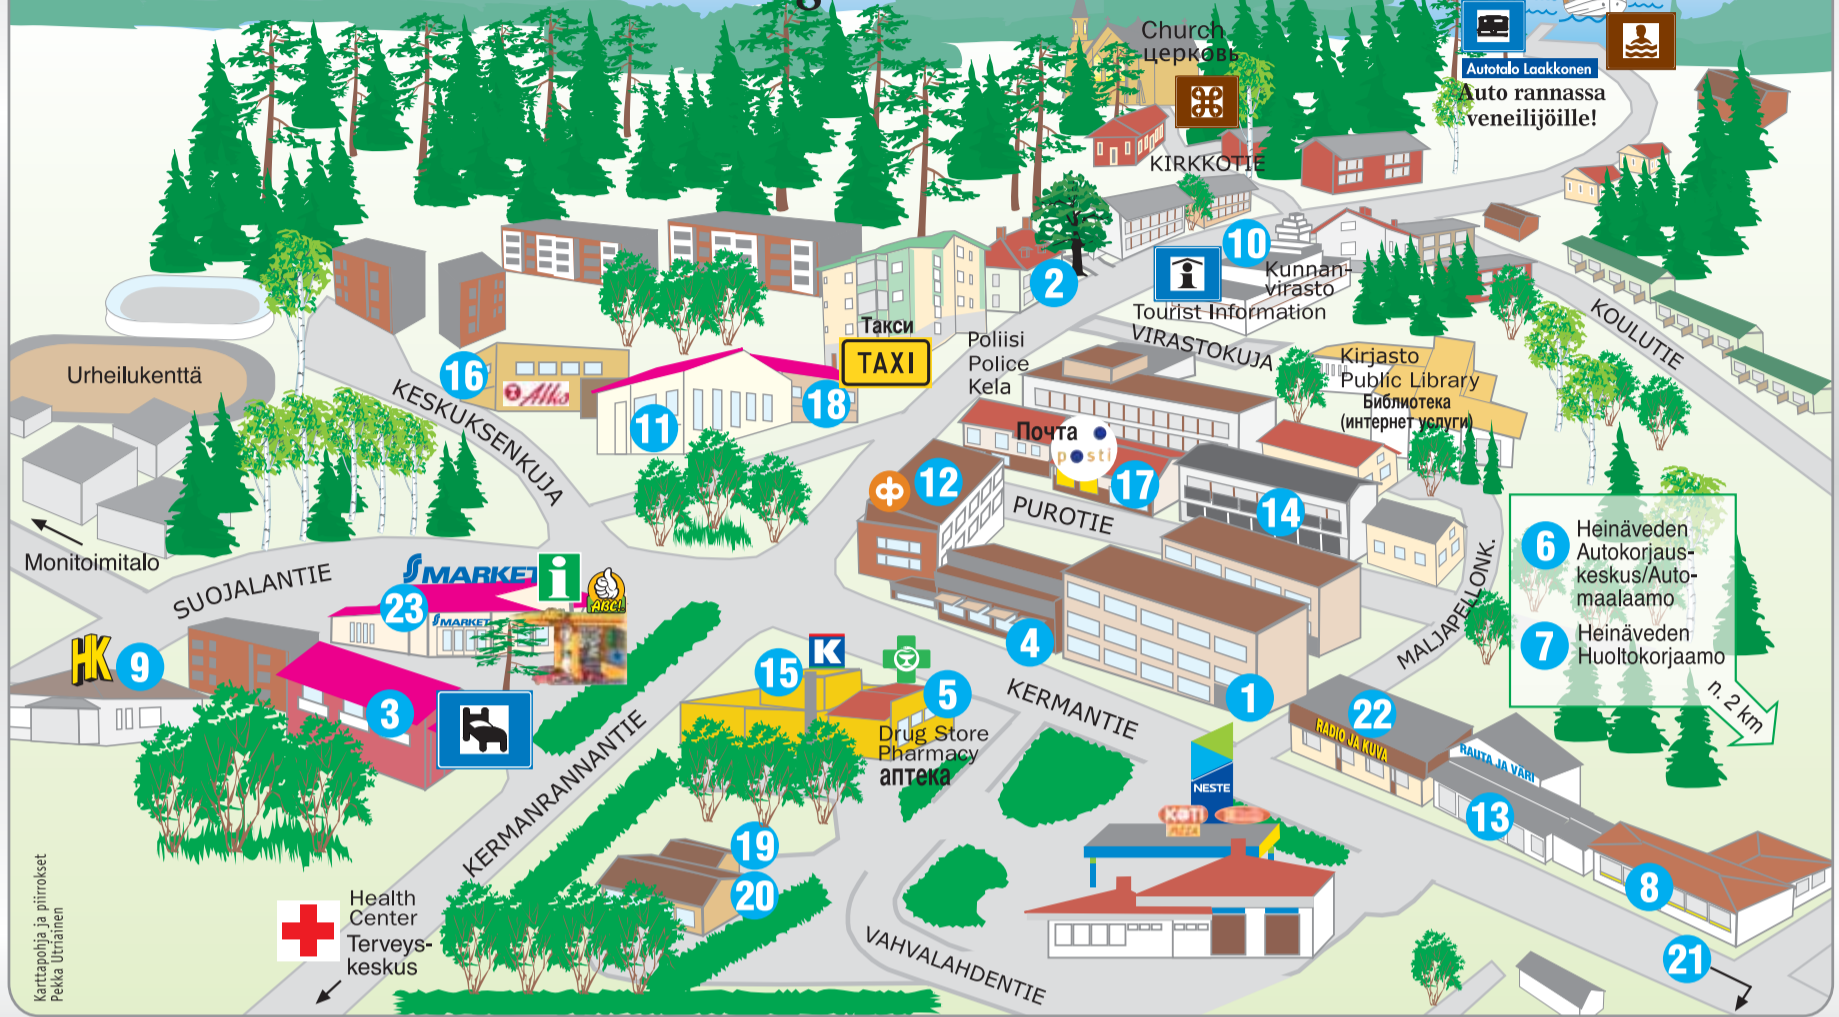 Church
церковь
Autotalo Laakkonen
Auto rannassa
veneilijöille!
KIRKKOTIE
10
2
Kunnan-
virasto
Tourist Information
KOULUTIE
Такси
TAXI
Poliisi
Police
Kela
VIRASTOKUJA
Kirjasto
Public Library
Библиотека
(интернет услуги)
Urheilukenttä
16
Alko
KESKUKSENKUJA
11
18
Почта
posti
12
17
PUROTIE
14
Monitoimitalo
SUOJALANTIE
S MARKET
i
ABC!
23
S MARKET
6
Heinäveden
Autokorjaus-
keskus/Auto-
maalaamo
7
Heinäveden
Huoltokorjaamo
n. 2 km
MALJAPELLONK.
HK
9
3
15
K
5
Drug Store
Pharmacy
аптека
4
KERMANTIE
1
22
RADIO JA KUVA
RAUTA JA VÄRI
13
NESTE
KOTI
PIZZA
KERMANRANNANTIE
19
20
8
21
VAHVALAHDENTIE
Health
Center
Terveys-
keskus
Karttapohja ja piirrokset
Pekka Utriainen